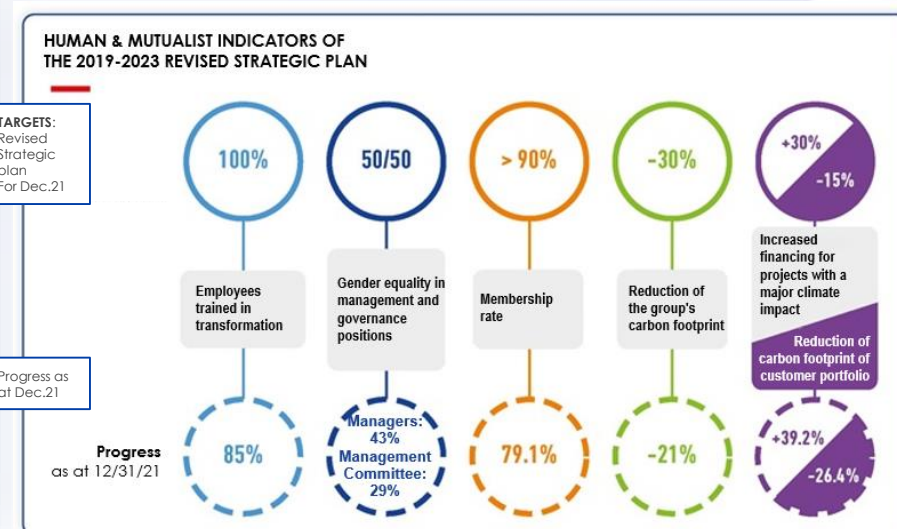 HUMAN & MUTUALIST INDICATORS OF
THE 2019-2023 REVISED STRATEGIC PLAN
TARGETS:
Revised
Strategic
plan
For Dec.21
100%
50/50
> 90%
-30%
+30%
-15%
Employees
trained in
transformation
Gender equality in
management and
governance
positions
Membership
rate
Reduction of
the group's
carbon footprint
Increased
financing for
projects with a
major climate
impact
Reduction of
carbon footprint of
customer portfolio
Progress as
at Dec.21
Progress
as at 12/31/21
85%
Managers:
43%
Management
Committee:
29%
79.1%
-21%
+39.2%
-26.4%